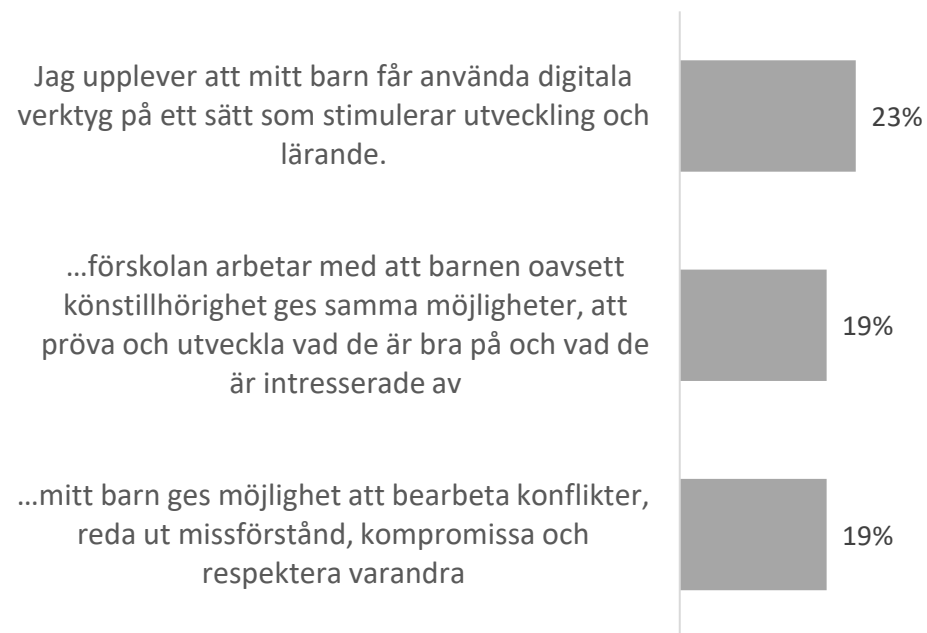 Jag upplever att mitt barn får använda digitala
verktyg på ett sätt som stimulerar utveckling och
lärande.
23%
...förskolan arbetar med att barnen oavsett
könstillhörighet ges samma möjligheter, att
pröva och utveckla vad de är bra på och vad de
är intresserade av
19%
...mitt barn ges möjlighet att bearbeta konflikter,
reda ut missförstånd, kompromissa och
respektera varandra
19%